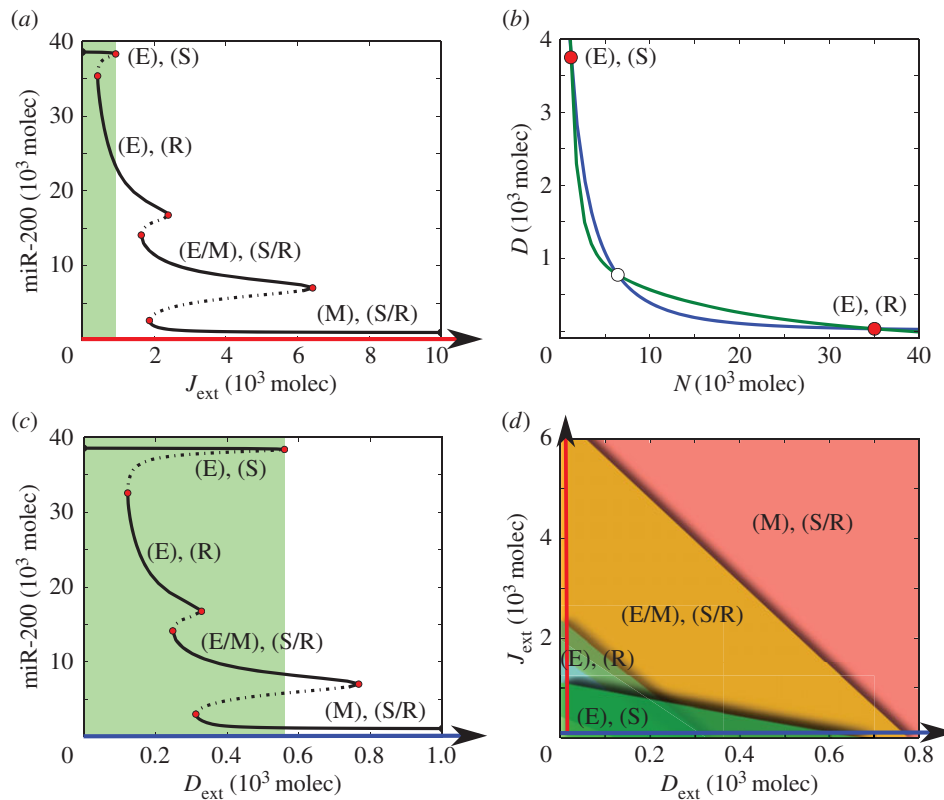 (a)
40
30
20
10
0
miR-200 (10³ molec)
(E), (S)
(E), (R)
(E/M), (S/R)
(M), (S/R)
2
4
6
8
10
J_ext (10³ molec)
(b)
4
3
2
1
0
D (10³ molec)
(E), (S)
(E), (R)
10
20
30
40
N (10³ molec)
(c)
40
30
20
10
0
miR-200 (10³ molec)
(E), (S)
(E), (R)
(E/M), (S/R)
(M), (S/R)
0.2
0.4
0.6
0.8
1.0
D_ext (10³ molec)
(d)
6
4
2
0
J_ext (10³ molec)
(M), (S/R)
(E/M), (S/R)
(E), (R)
(E), (S)
0.2
0.4
0.6
0.8
D_ext (10³ molec)